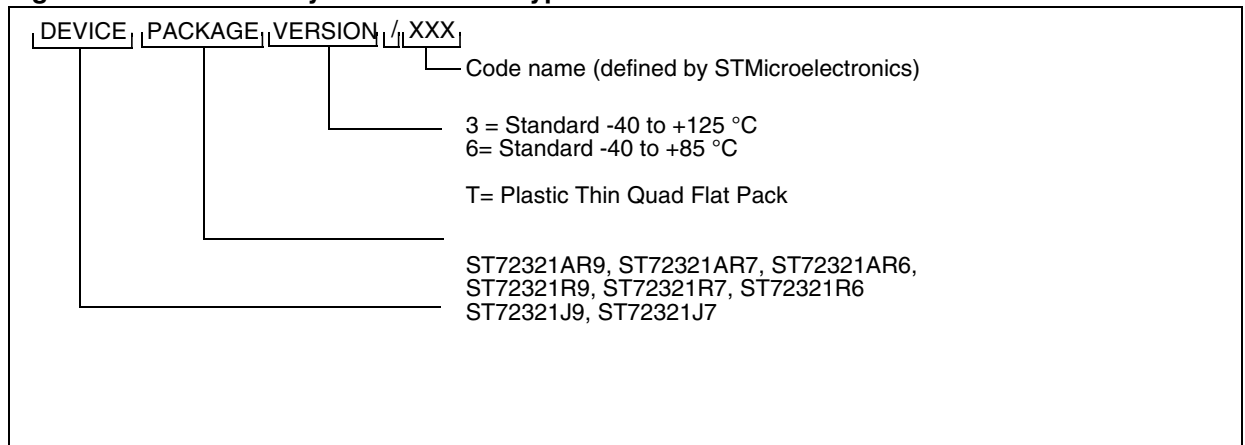 DEVICE PACKAGE VERSION / XXX
Code name (defined by STMicroelectronics)
3 = Standard -40 to +125 °C
6= Standard -40 to +85 °C
T= Plastic Thin Quad Flat Pack
ST72321AR9, ST72321AR7, ST72321AR6,
ST72321R9, ST72321R7, ST72321R6
ST72321J9, ST72321J7